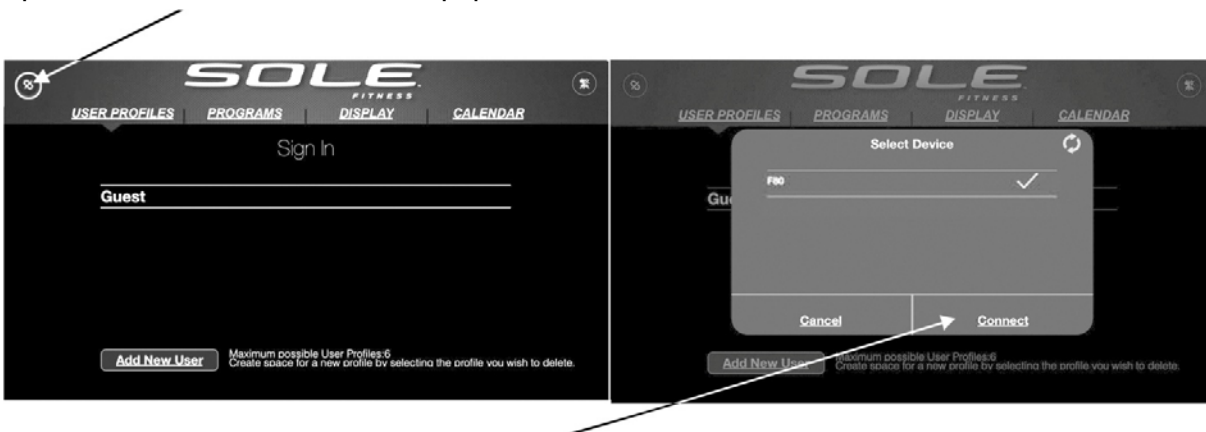 SOLE
FITNESS
USER PROFILES PROGRAMS DISPLAY CALENDAR
Sign In
Guest
Add New User
Maximum possible User Profiles:6
Create space for a new profile by selecting the profile you wish to delete.
SOLE
FITNESS
USER PROFILES PROGRAMS DISPLAY CALENDAR
Select Device
F80
Gu
Cancel Connect
Add New User
Maximum possible User Profiles:6
Create space for a new profile by selecting the profile you wish to delete.